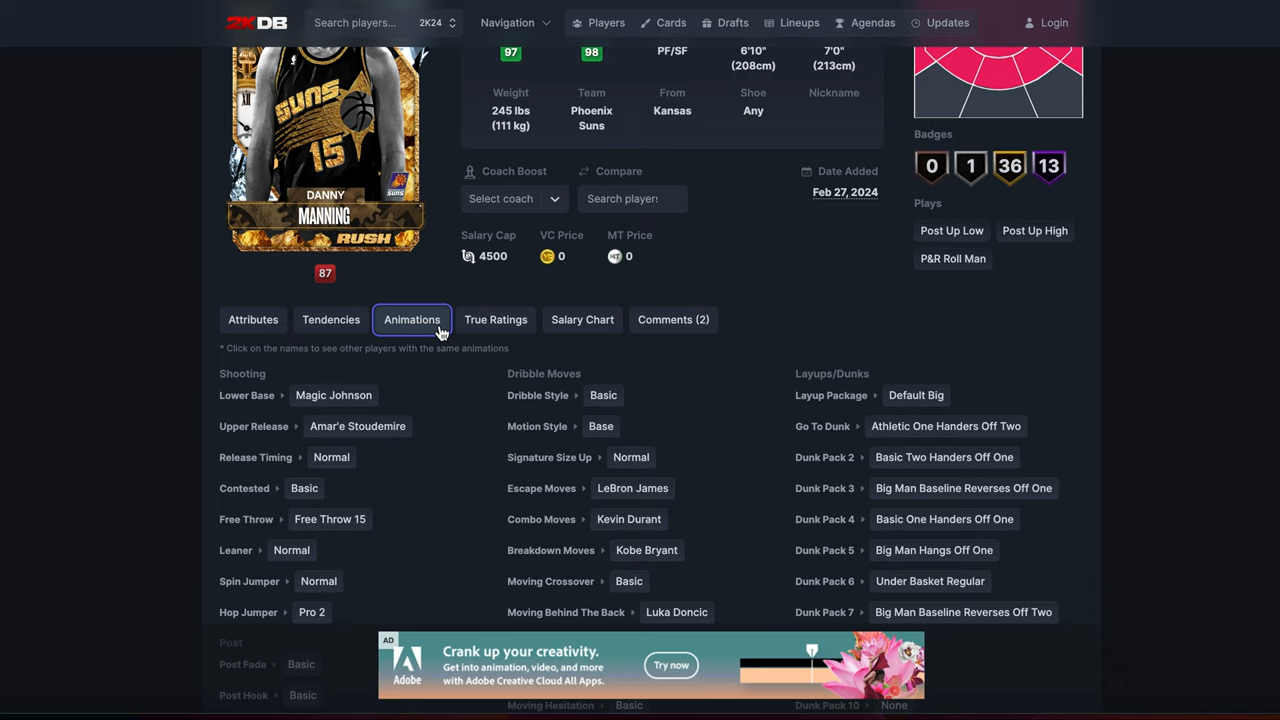 2KDB
Search players...
2K24
Navigation
Players
Cards
Drafts
Lineups
Agendas
Updates
Login
SUNS
15
SUNS
DANNY
MANNING
RUSH
87
97
98
PF/SF
6'10"
(208cm)
7'0"
(213cm)
Weight
Team
From
Shoe
Nickname
245 lbs
(111 kg)
Phoenix
Suns
Kansas
Any
Coach Boost
Compare
Date Added
Select coach
Search player:
Feb 27, 2024
Salary Cap
VC Price
MT Price
4500
0
MT
0
Badges
0
1
36
13
Plays
Post Up Low
Post Up High
P&R Roll Man
Attributes
Tendencies
Animations
True Ratings
Salary Chart
Comments (2)
* Click on the names to see other players with the same animations
Shooting
Lower Base
Magic Johnson
Upper Release
Amar'e Stoudemire
Release Timing
Normal
Contested
Basic
Free Throw
Free Throw 15
Leaner
Normal
Spin Jumper
Normal
Hop Jumper
Pro 2
Post
Post Fade
Basic
Post Hook
Basic
Dribble Moves
Dribble Style
Basic
Motion Style
Base
Signature Size Up
Normal
Escape Moves
LeBron James
Combo Moves
Kevin Durant
Breakdown Moves
Kobe Bryant
Moving Crossover
Basic
Moving Behind The Back
Luka Doncic
Moving Hesitation
Basic
Layups/Dunks
Layup Package
Default Big
Go To Dunk
Athletic One Handers Off Two
Dunk Pack 2
Basic Two Handers Off One
Dunk Pack 3
Big Man Baseline Reverses Off One
Dunk Pack 4
Basic One Handers Off One
Dunk Pack 5
Big Man Hangs Off One
Dunk Pack 6
Under Basket Regular
Dunk Pack 7
Big Man Baseline Reverses Off Two
Dunk Pack 10
None
AD
Adobe
Crank up your creativity.
Get into animation, video, and more
with Adobe Creative Cloud All Apps.
Try now